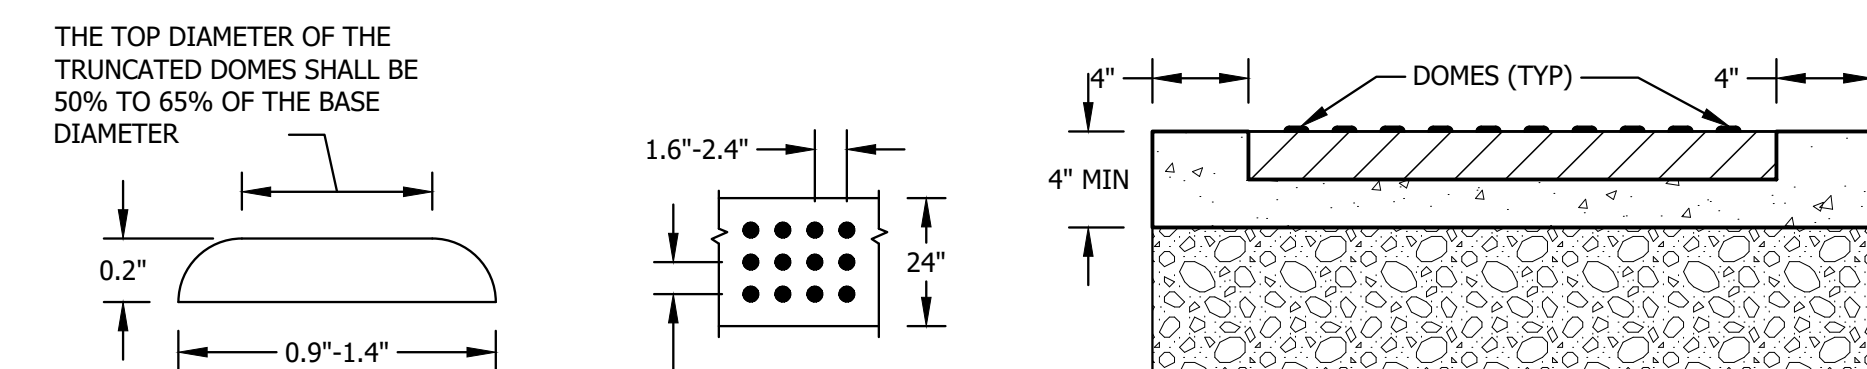 THE TOP DIAMETER OF THE
TRUNCATED DOMES SHALL BE
50% TO 65% OF THE BASE
DIAMETER
0.2"
0.9"-1.4"
1.6"-2.4"
24"
4"
DOMES (TYP)
4"
4" MIN